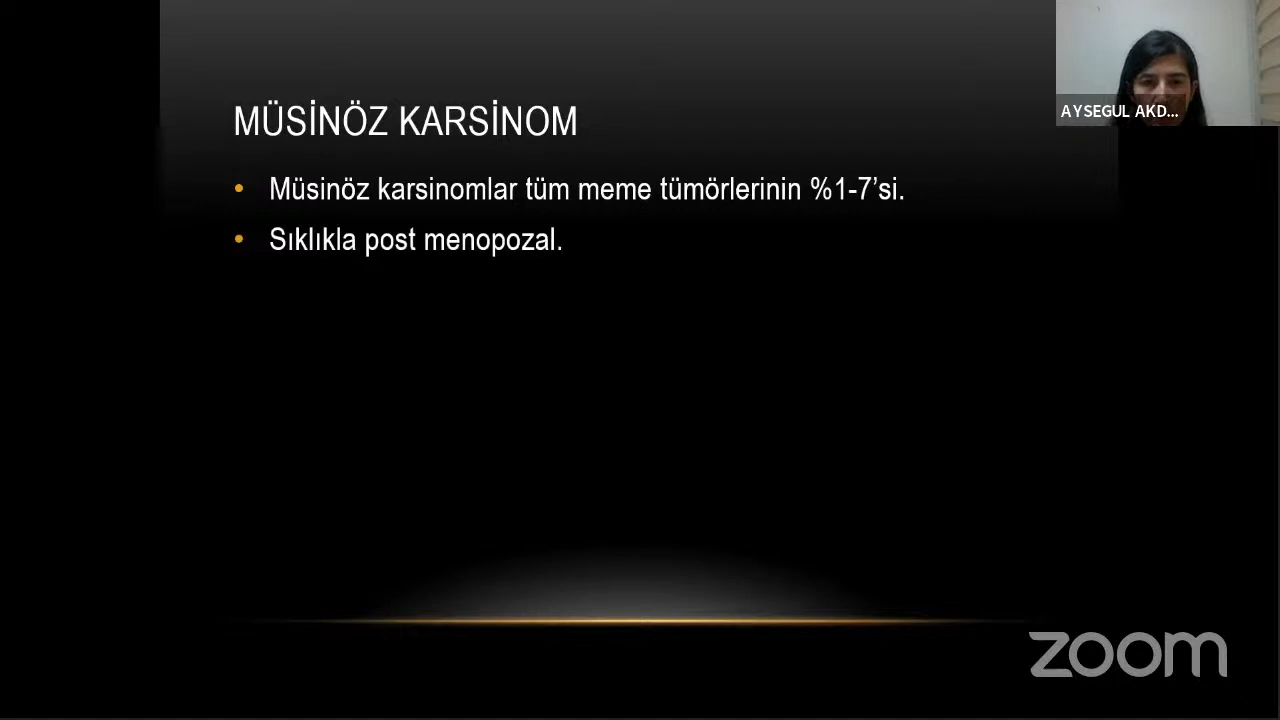 MÜSİNÖZ KARSİNOM
• Müsinöz karsinomlar tüm meme tümörlerinin %1-7’si.
• Sıklıkla post menopozal.
AYSEGUL AKD...
zoom